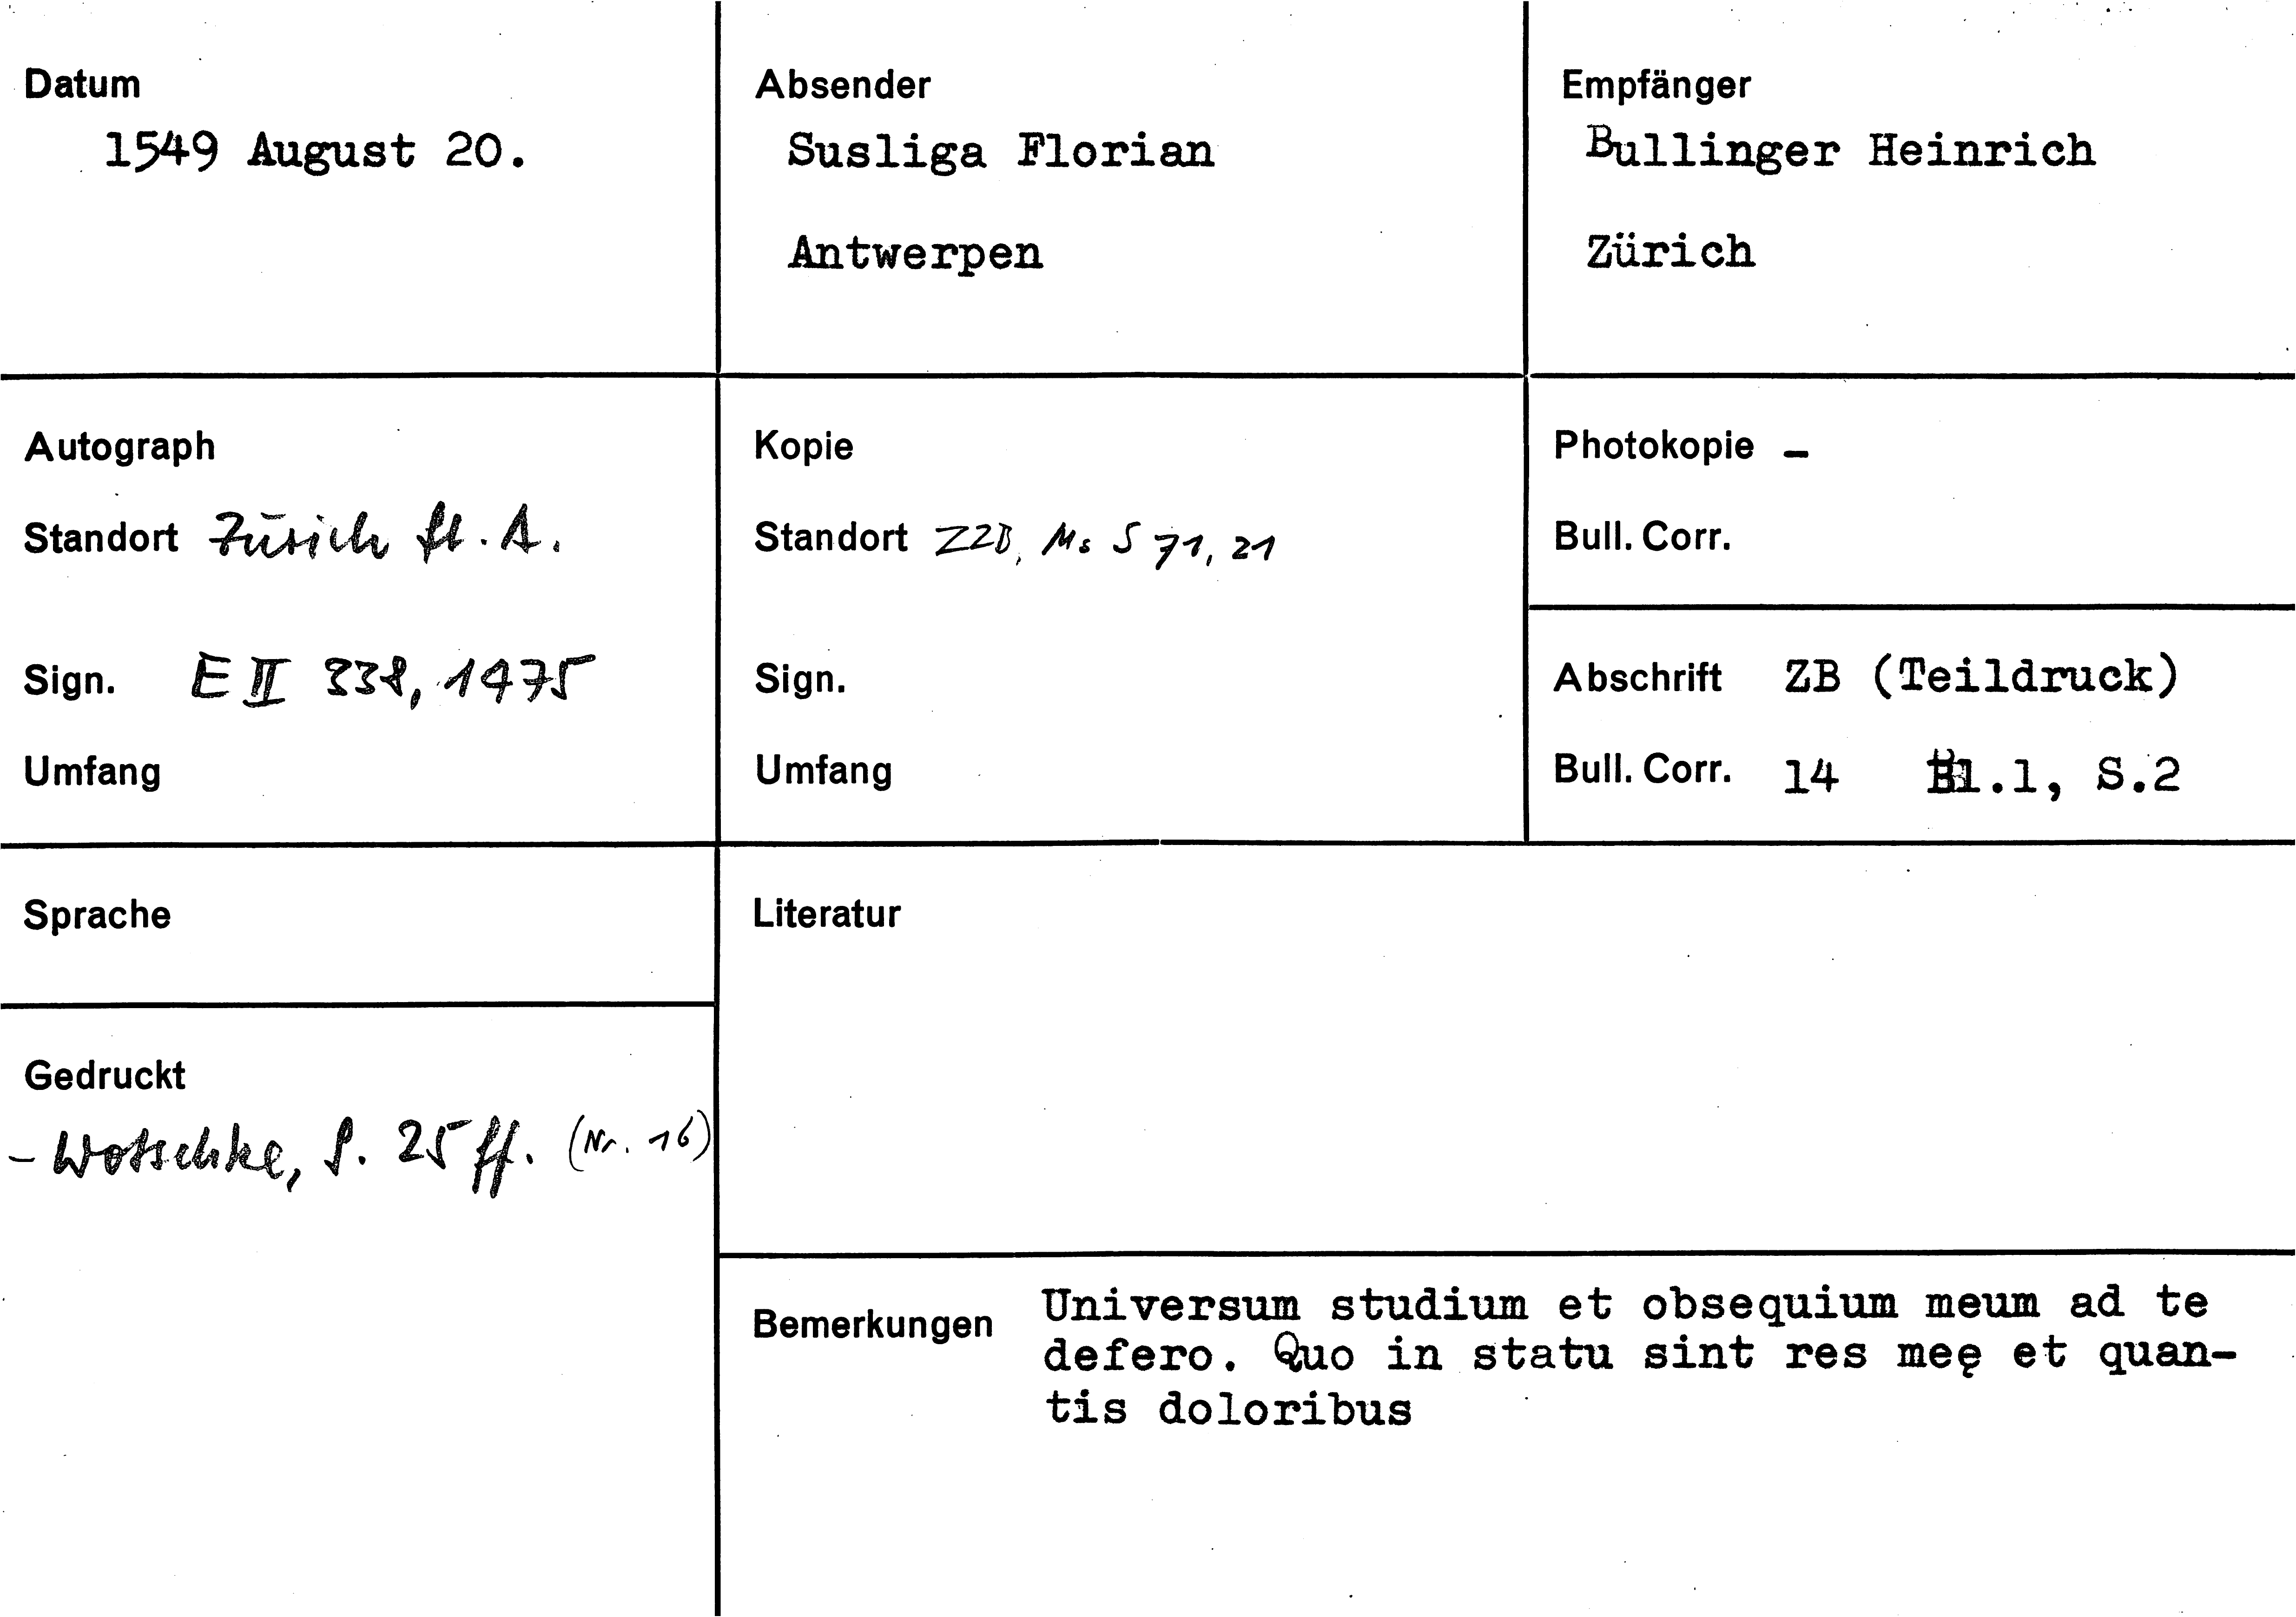 Datum
1549 August 20.
Absender
Susliga Florian
Antwerpen
Empfänger
Bullinger Heinrich
Zürich
Autograph
Standort Zürich St. A.
Sign. E II 338, 1475
Umfang
Kopie
Standort ZZB, Ms S 71, 21
Sign.
Umfang
Photokopie –
Bull. Corr.
Abschrift ZB (Teildruck)
Bull. Corr. 14 Bl.1, S.2
Sprache
Gedruckt
– Wotschke, S. 25 ff. (Nr. 16)
Literatur
Bemerkungen Universum studium et obsequium meum ad te
defero. Quo in statu sint res meę et quan-
tis doloribus